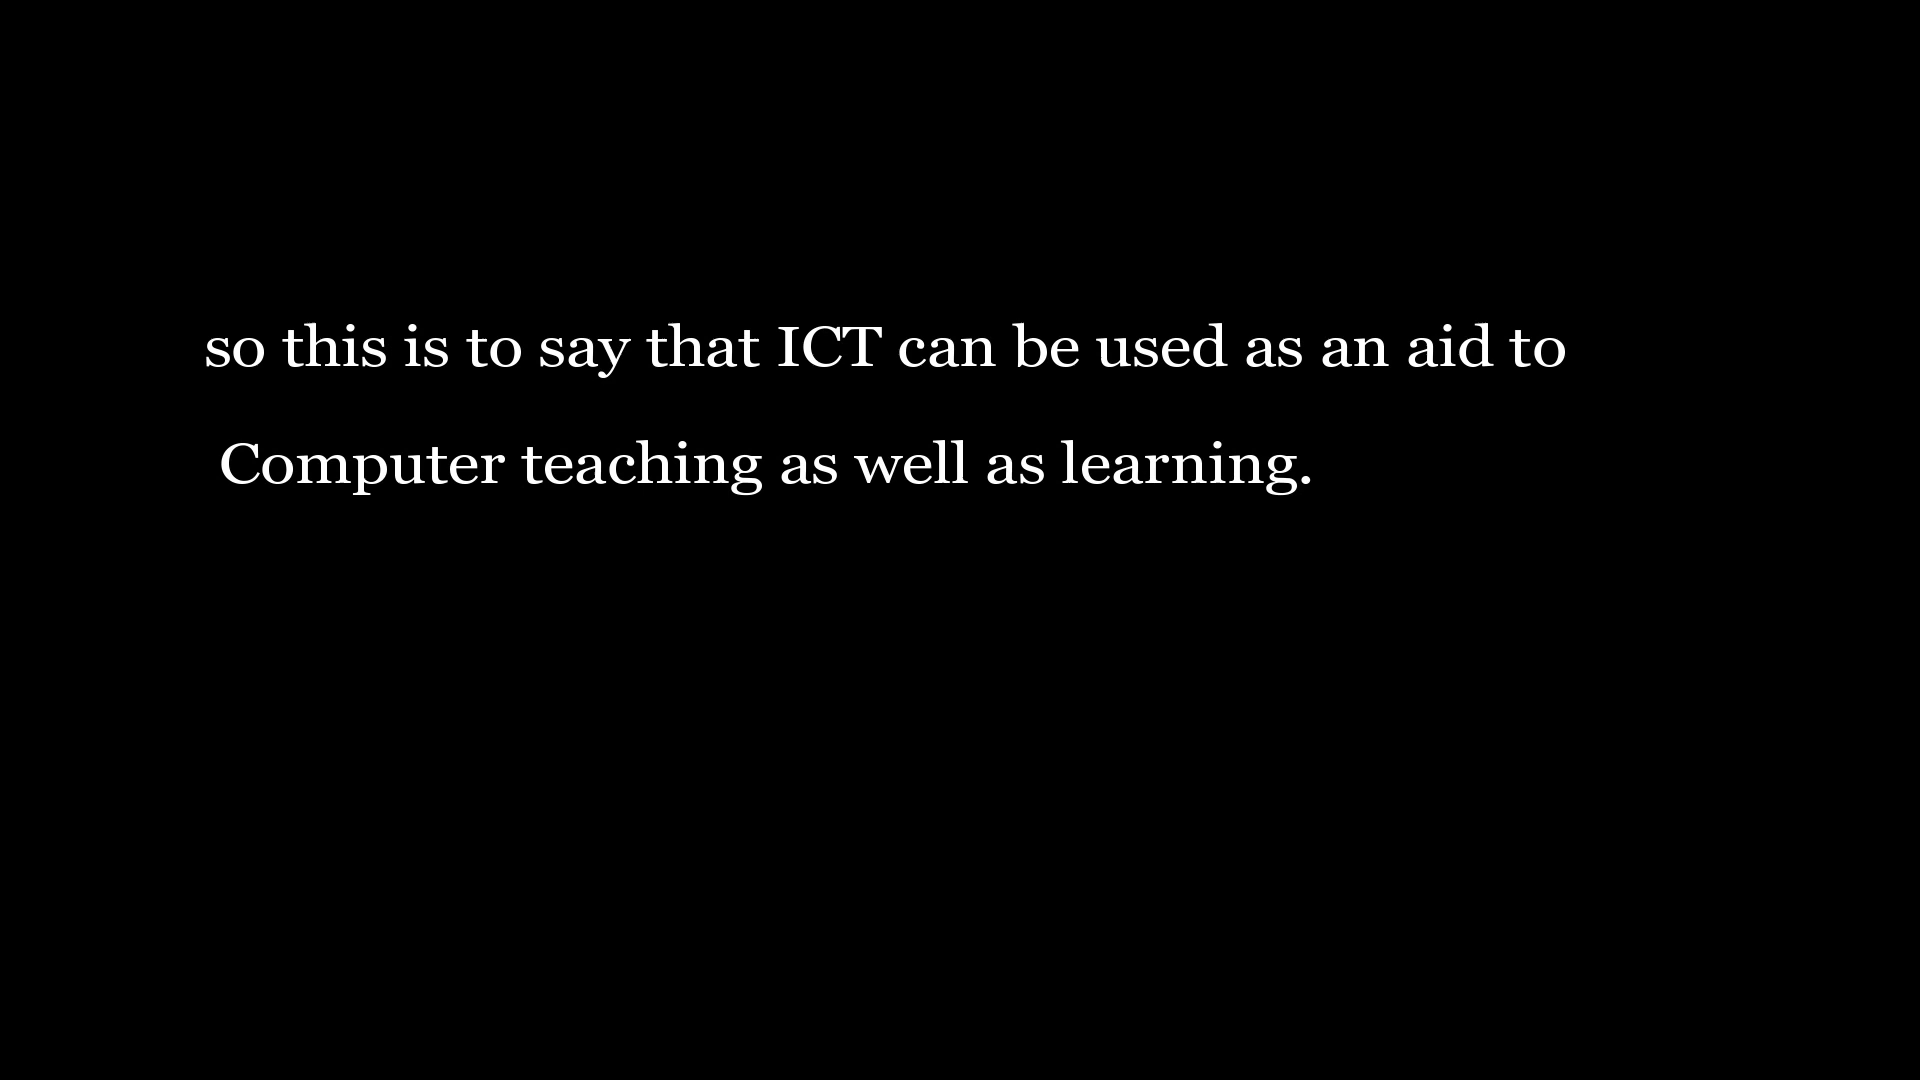 so this is to say that ICT can be used as an aid to
Computer teaching as well as learning.